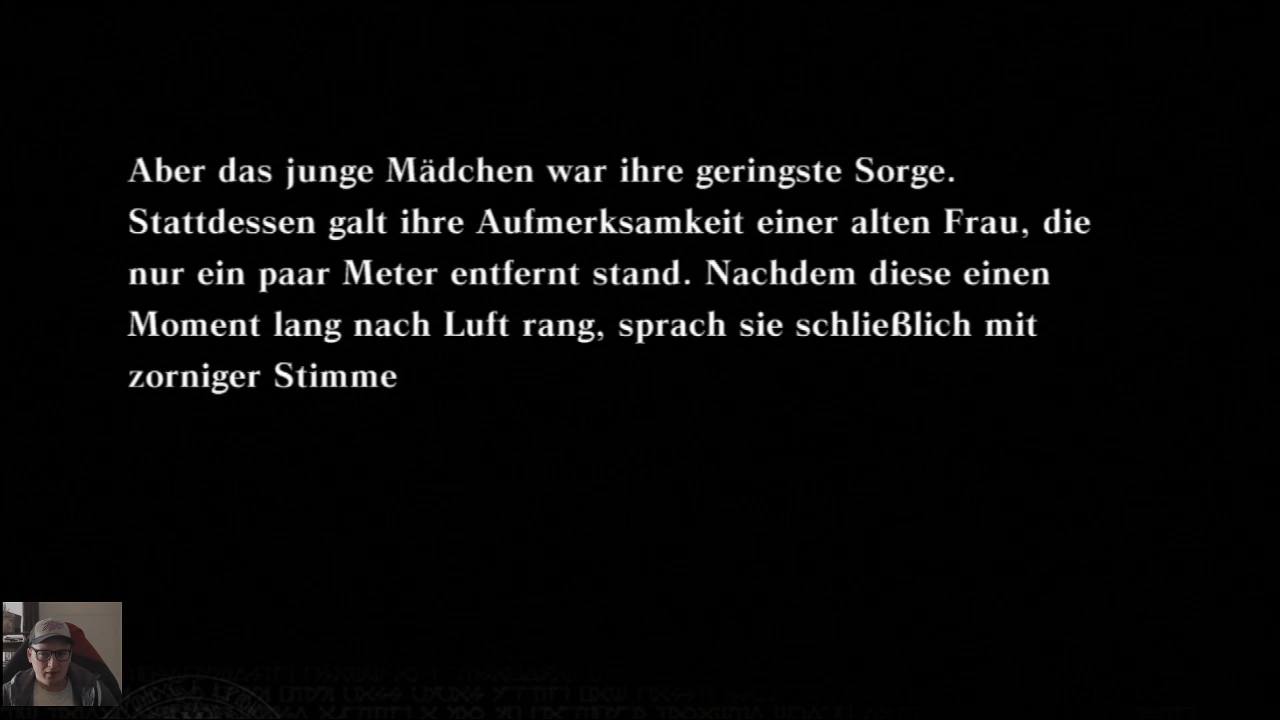 Aber das junge Mädchen war ihre geringste Sorge.
Stattdessen galt ihre Aufmerksamkeit einer alten Frau, die
nur ein paar Meter entfernt stand. Nachdem diese einen
Moment lang nach Luft rang, sprach sie schließlich mit
zorniger Stimme